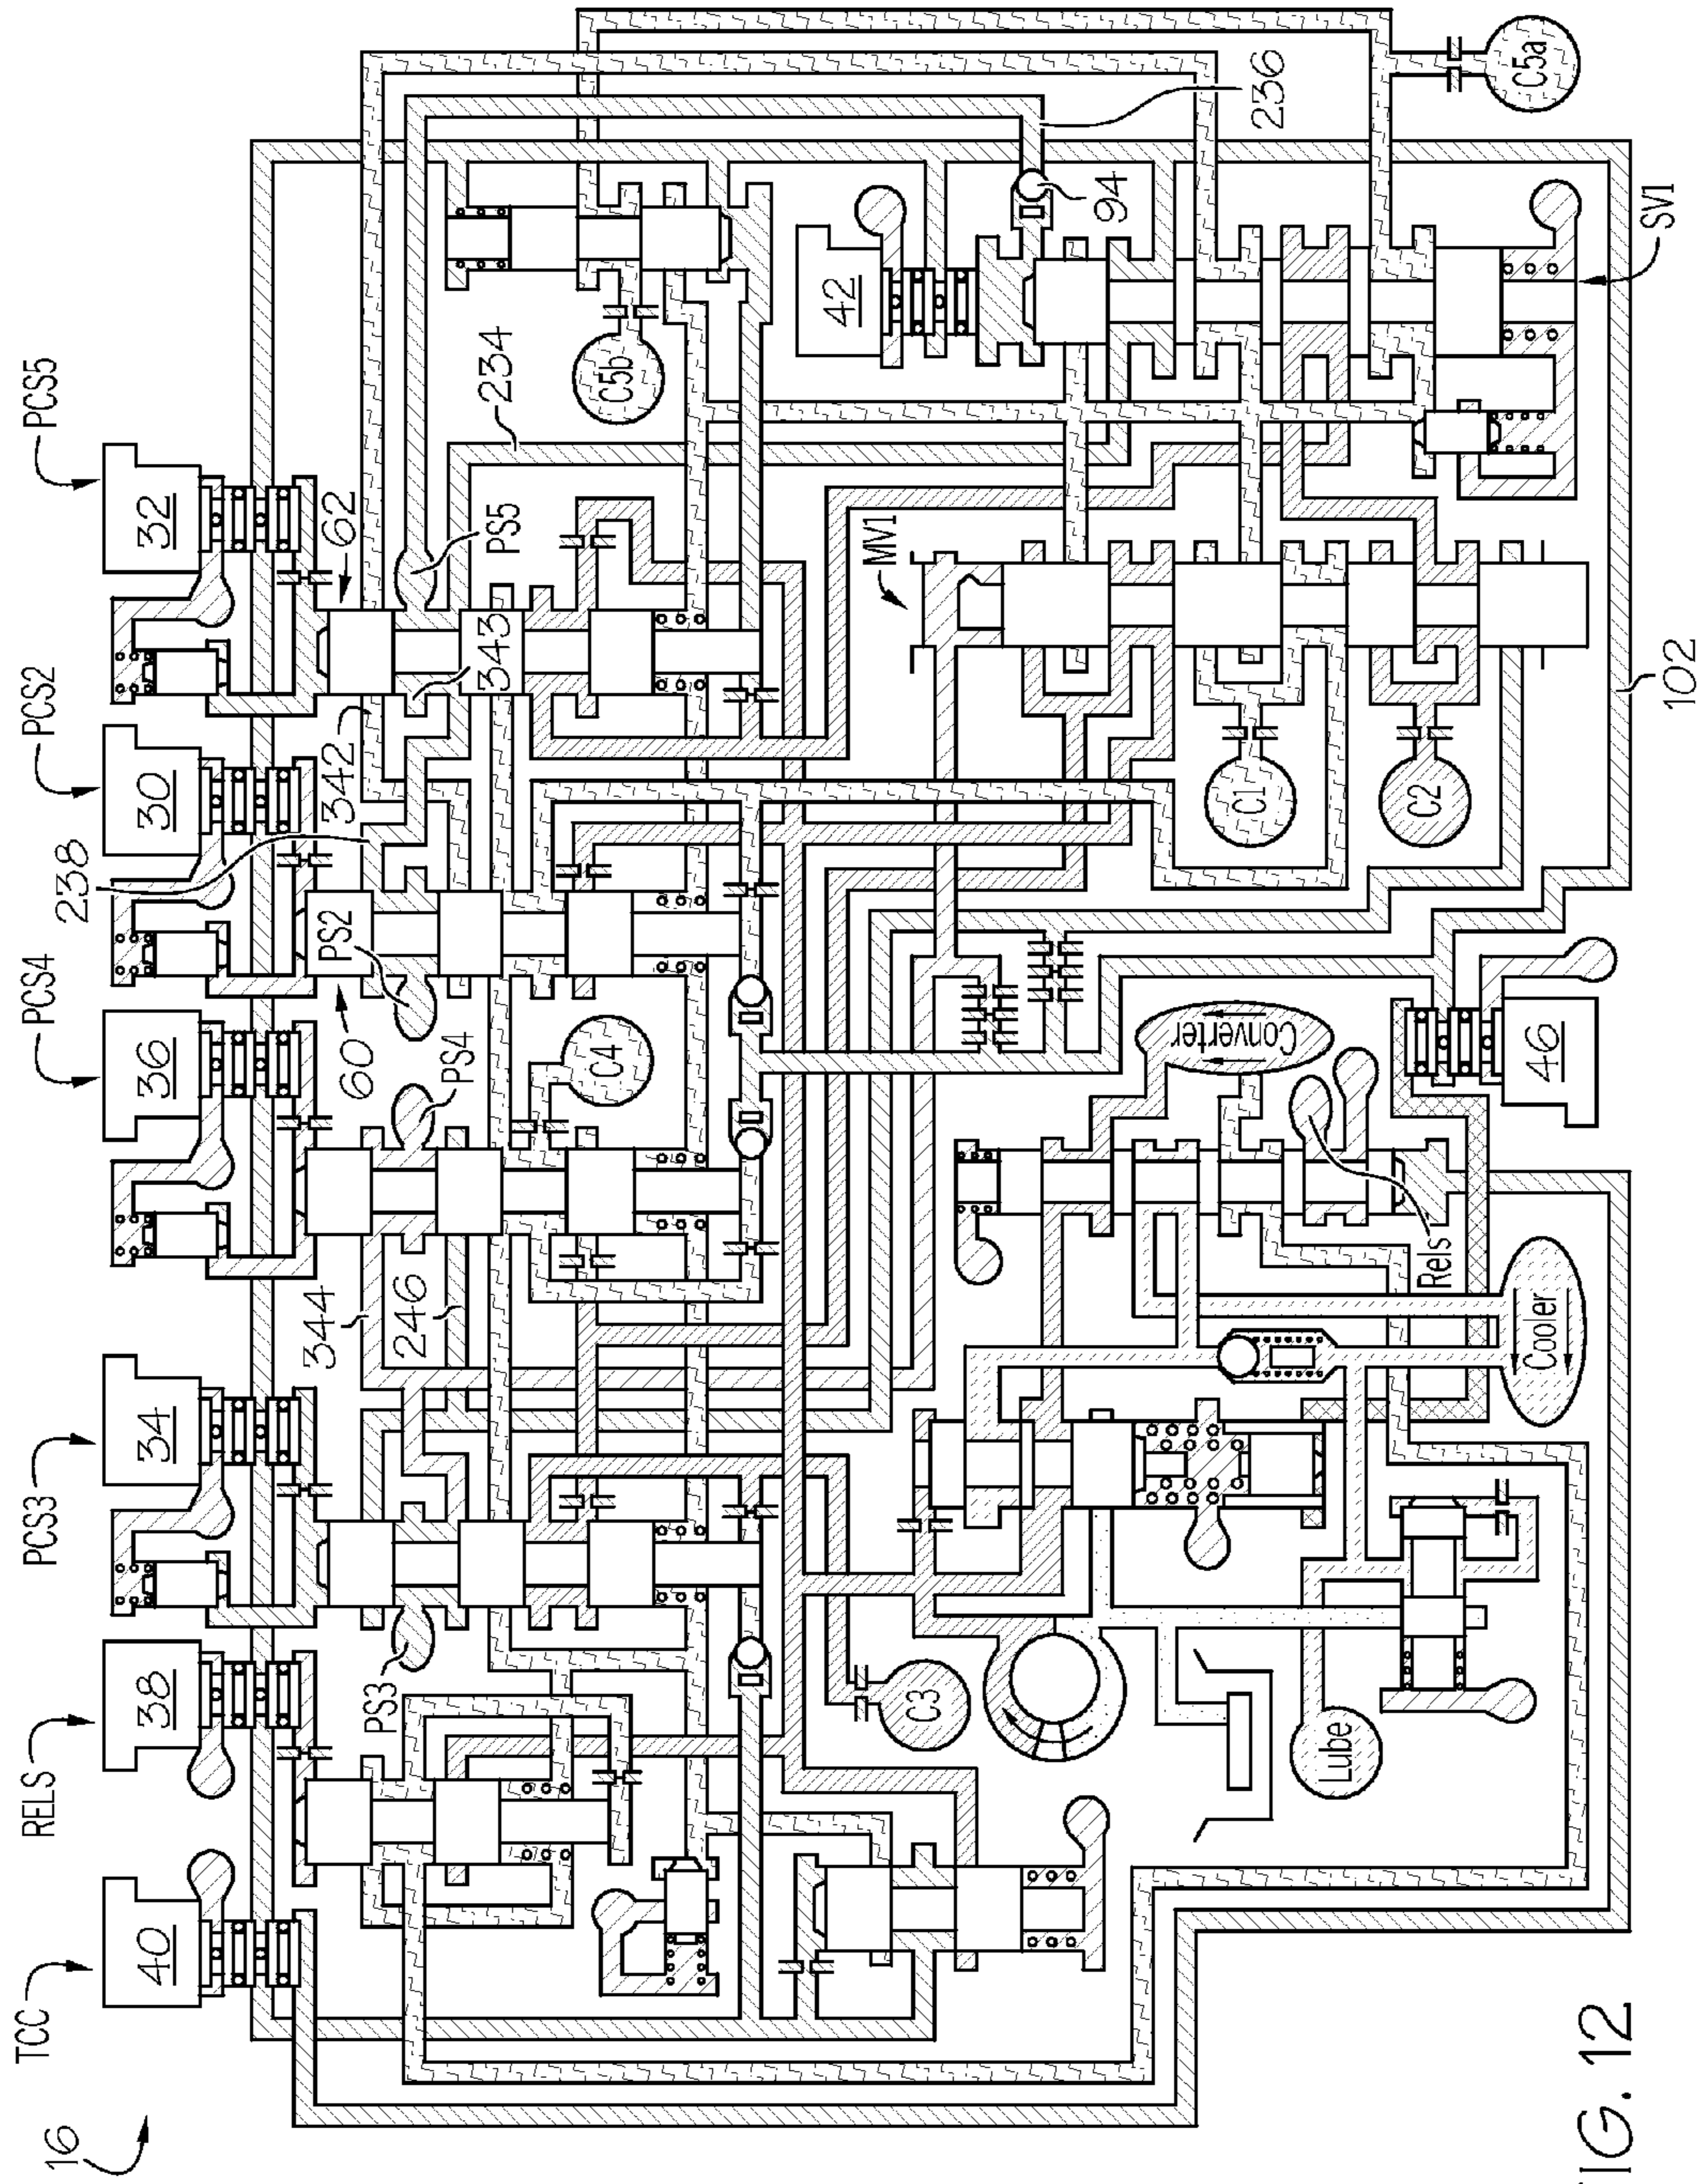 16
TCC
RELS
PCS3
PCS4
PCS2
PCS5
40
38
34
36
30
32
344
246
60
238
342
62
PS3
PS4
PS2
343
PS5
234
C5b
C4
C3
42
94
236
C5a
MV1
SV1
C1
C2
Converter
Rels
Cooler
Lube
46
102
IG. 12